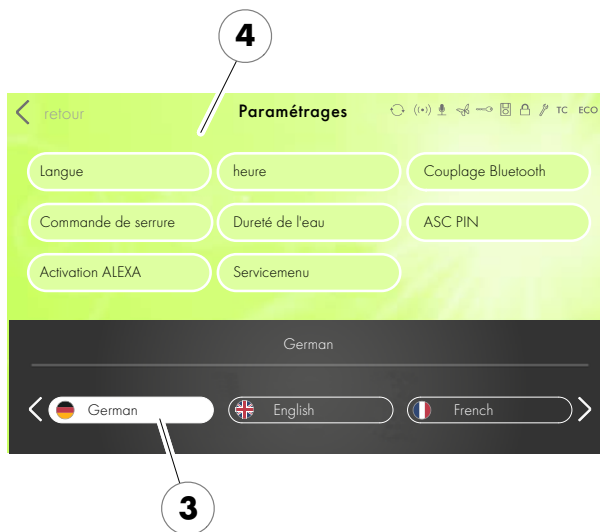 4
retour Paramétrages TC ECO
Langue heure Couplage Bluetooth
Commande de serrure Dureté de l'eau ASC PIN
Activation ALEXA Servicemenu
German
German English French
3